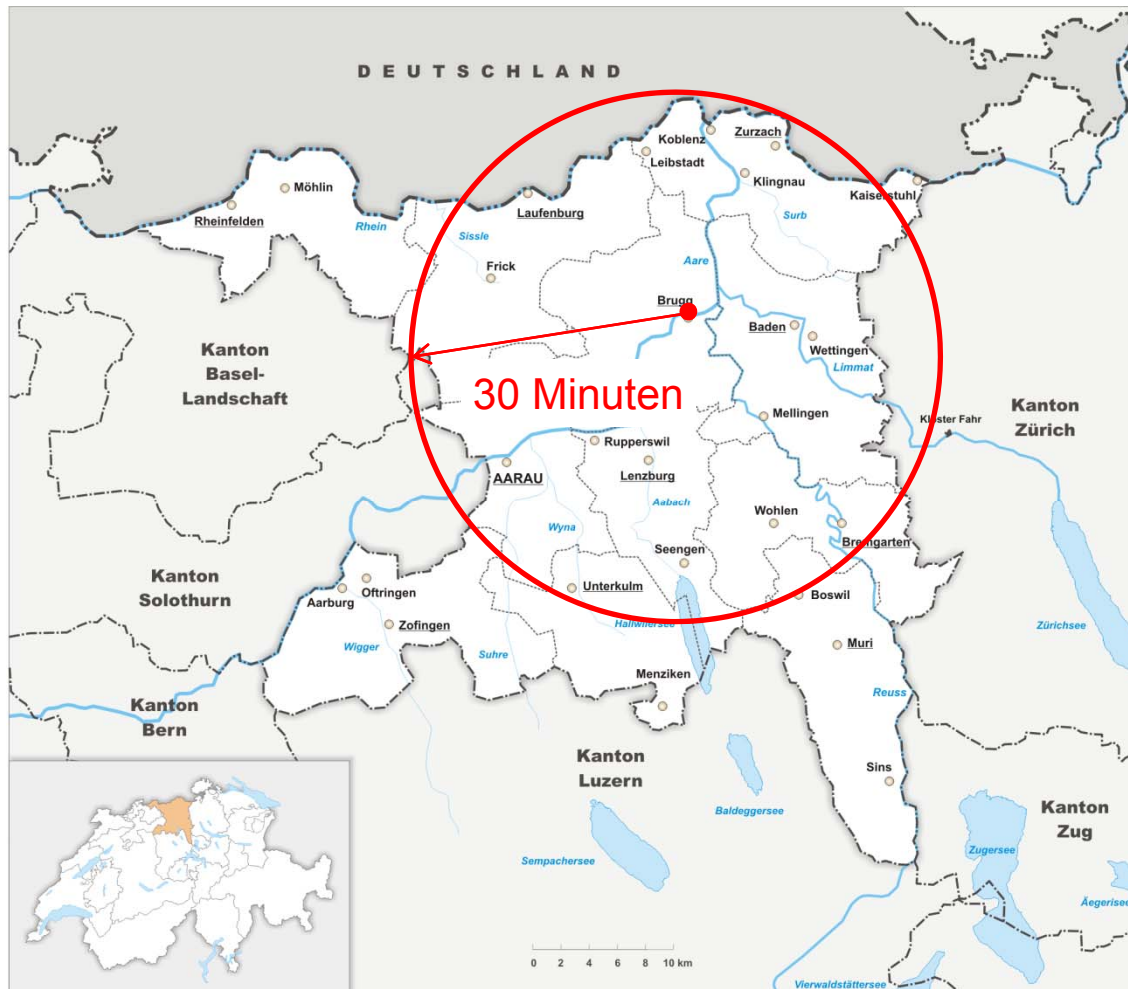 DEUTSCHLAND
Koblenz
Zurzach
Leibstadt
Klingnau
Möhlin
Kaiserstuhl
Laufenburg
Rheinfelden
Rhein
Surb
Sissle
Frick
Aare
Brugg
Baden
Wettingen
Limmat
Kanton
Basel-
Landschaft
30 Minuten
Mellingen
Kanton
Zürich
Kloster Fahr
Rupperswil
AARAU
Lenzburg
Aabach
Wohlen
Wyna
Bremgarten
Seengen
Kanton
Solothurn
Oftringen
Aarburg
Unterkulm
Boswil
Zofingen
Hallwilersee
Zürichsee
Wigger
Suhre
Muri
Menziken
Reuss
Kanton
Bern
Kanton
Luzern
Sins
Baldeggersee
Kanton
Zug
Sempachersee
Zugersee
Ägerisee
0 2 4 6 8 10 km
Vierwaldstättersee